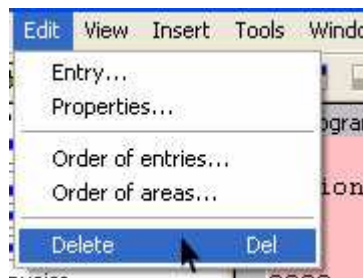 Edit View Insert Tools
Entry...
Properties...
Order of entries...
Order of areas...
Delete Del